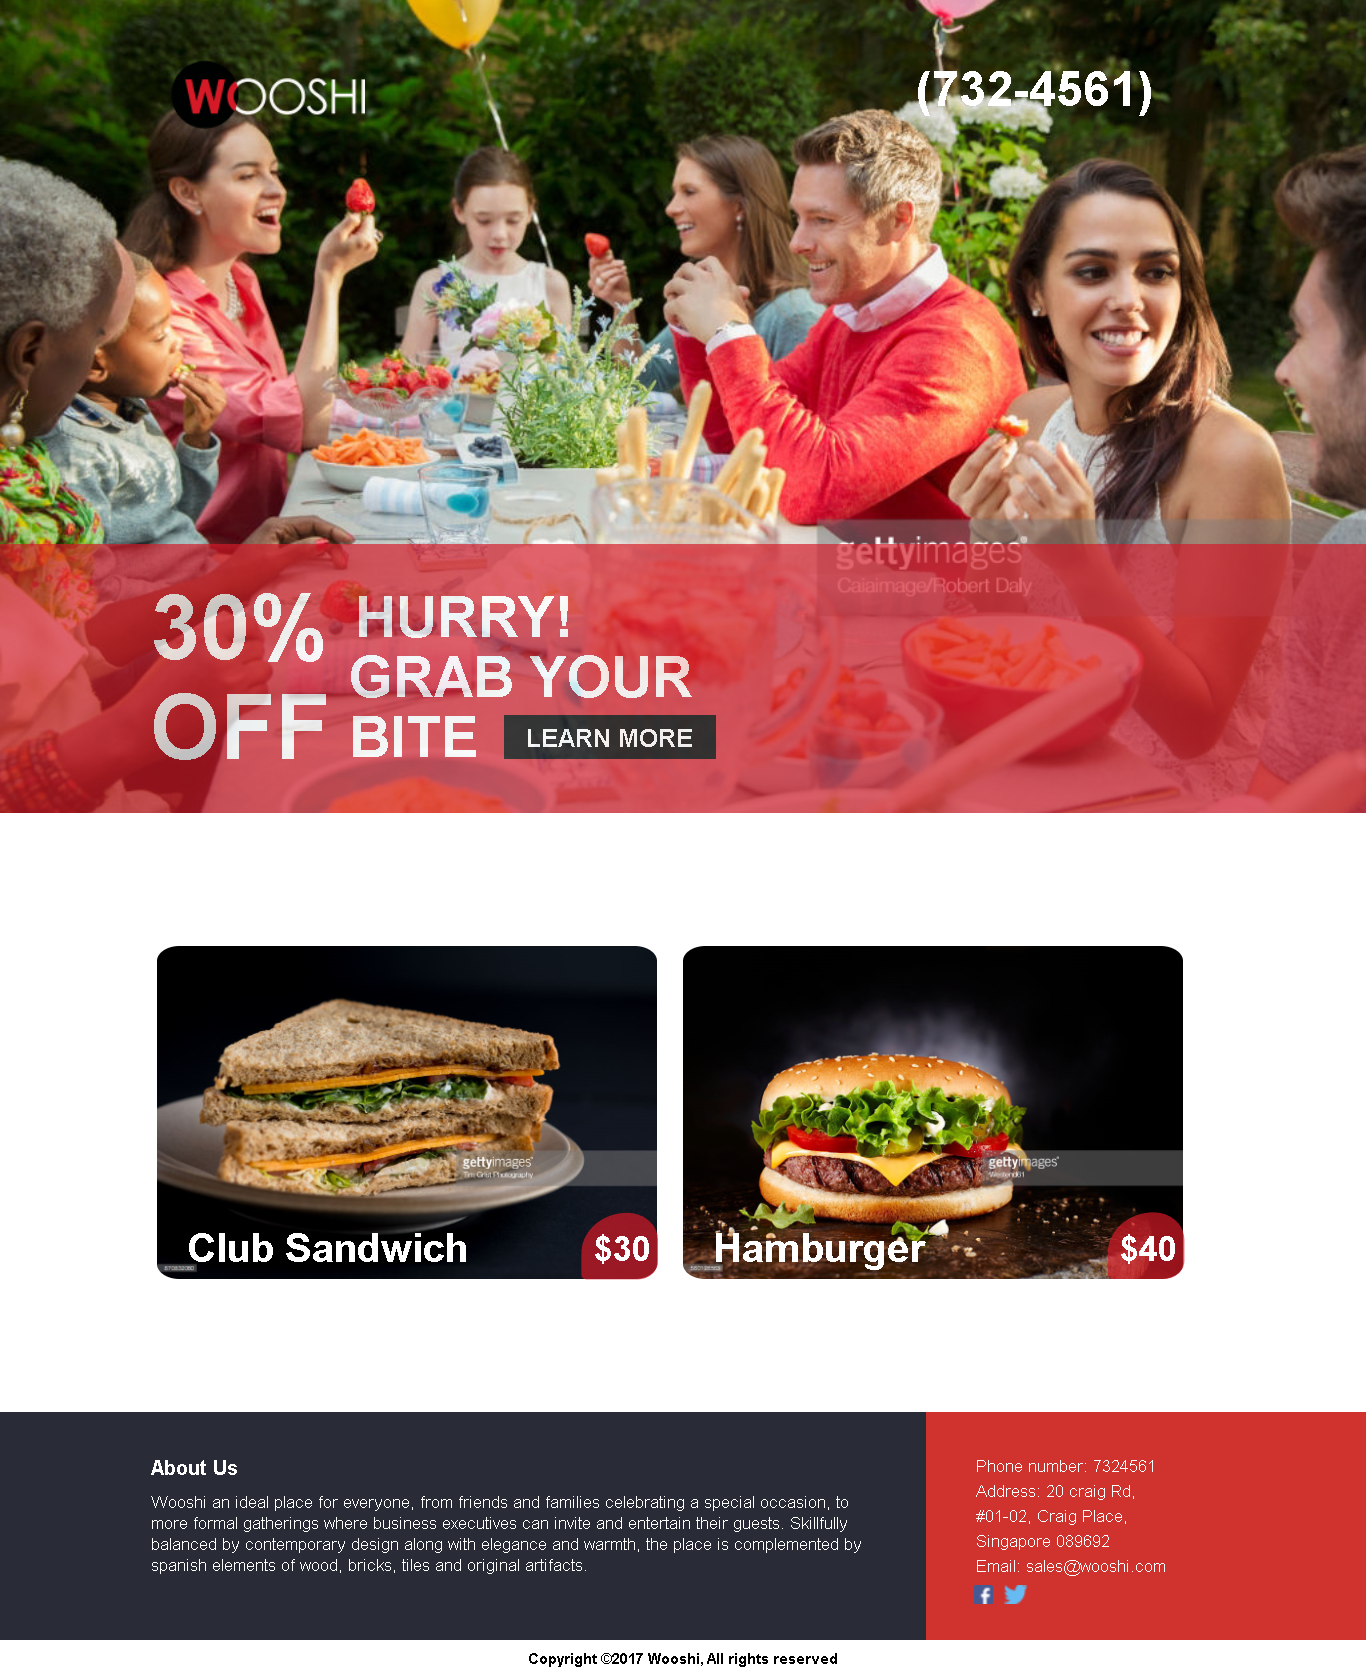 WOOSHI
(732-4561)
gettyimages®
Caiaimage/Robert Daly
30%
OFF
HURRY!
GRAB YOUR
BITE
LEARN MORE
gettyimages®
Tim Grist Photography
Club Sandwich
$30
gettyimages®
Westend61
Hamburger
$40
About Us
Wooshi an ideal place for everyone, from friends and families celebrating a special occasion, to
more formal gatherings where business executives can invite and entertain their guests. Skillfully
balanced by contemporary design along with elegance and warmth, the place is complemented by
spanish elements of wood, bricks, tiles and original artifacts.
Phone number: 7324561
Address: 20 craig Rd,
#01-02, Craig Place,
Singapore 089692
Email: sales@wooshi.com
Copyright ©2017 Wooshi, All rights reserved